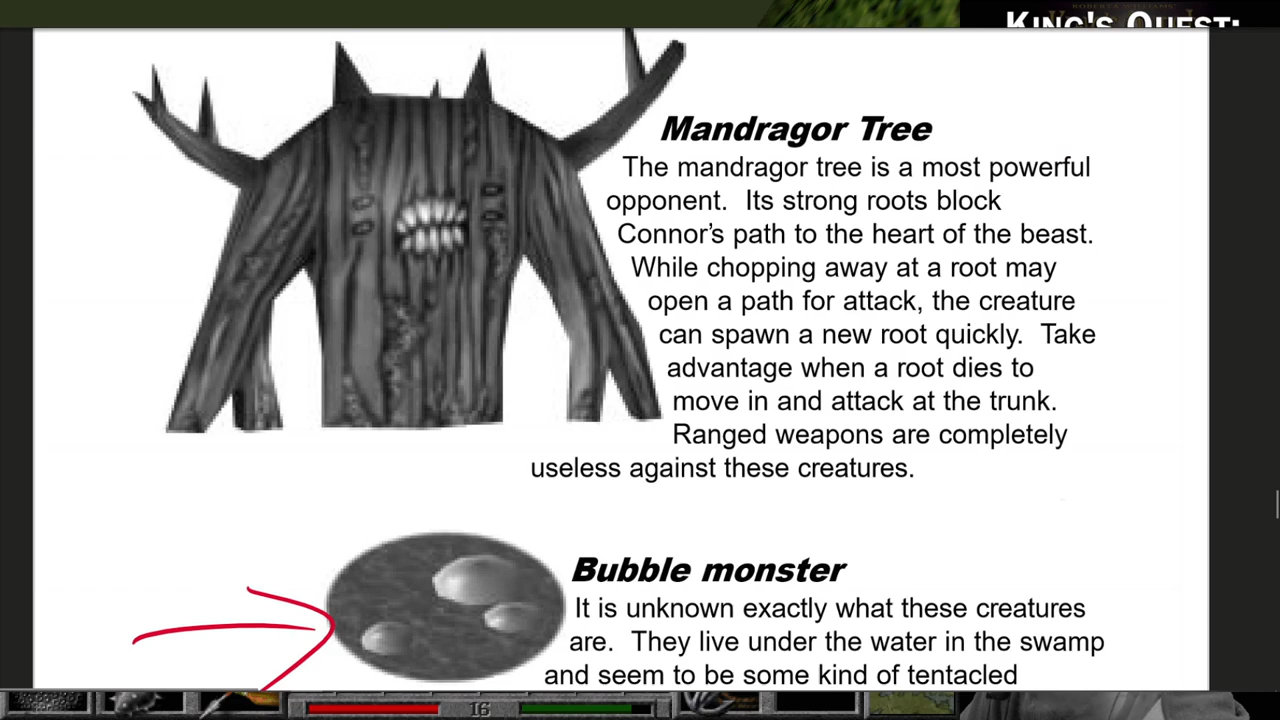 KING'S QUEST:
Mandragor Tree
The mandragor tree is a most powerful
opponent. Its strong roots block
Connor's path to the heart of the beast.
While chopping away at a root may
open a path for attack, the creature
can spawn a new root quickly. Take
advantage when a root dies to
move in and attack at the trunk.
Ranged weapons are completely
useless against these creatures.
Bubble monster
It is unknown exactly what these creatures
are. They live under the water in the swamp
and seem to be some kind of tentacled
16